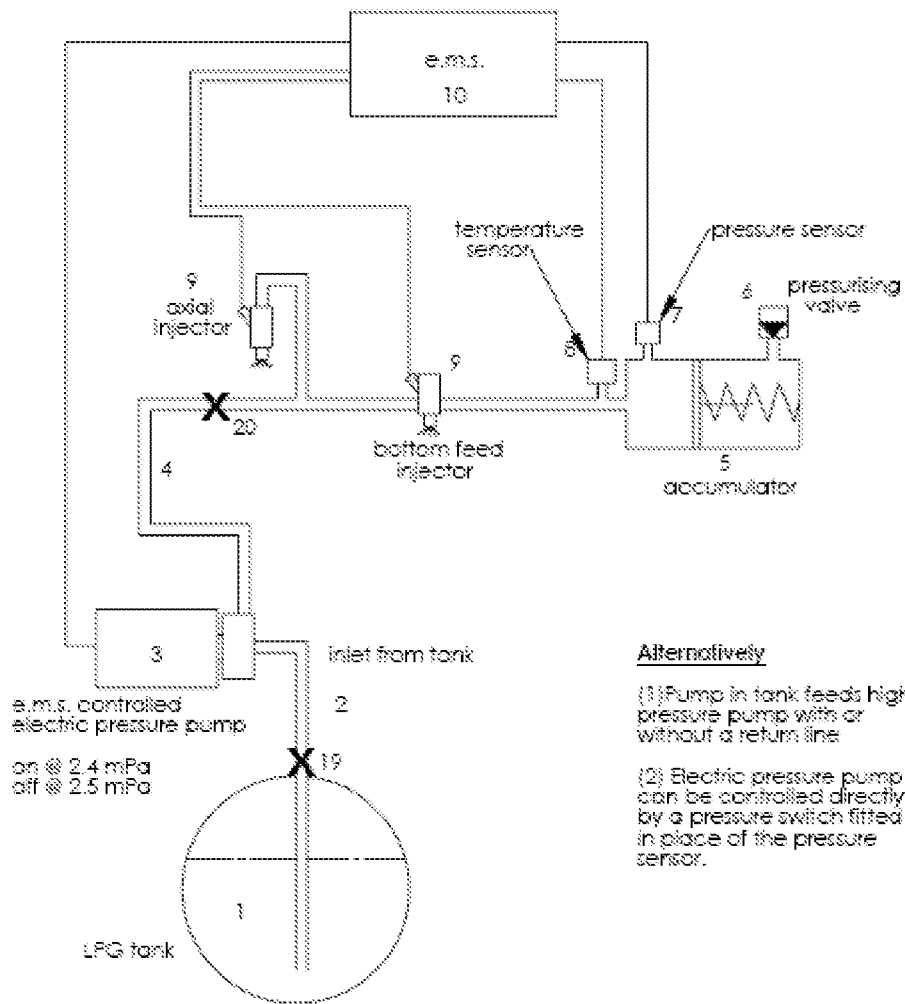 e.m.s.
10
temperature
sensor
pressure sensor
9
axial
injector
6
pressurising
valve
7
8
9
20
bottom feed
injector
4
5
accumulator
3
inlet from tank
2
e.m.s. controlled
electric pressure pump
on @ 2.4 mPa
off @ 2.5 mPa
19
1
LPG tank
Alternatively
(1)Pump in tank feeds high
pressure pump with or
without a return line
(2) Electric pressure pump
can be controlled directly
by a pressure switch fitted
in place of the pressure
sensor.